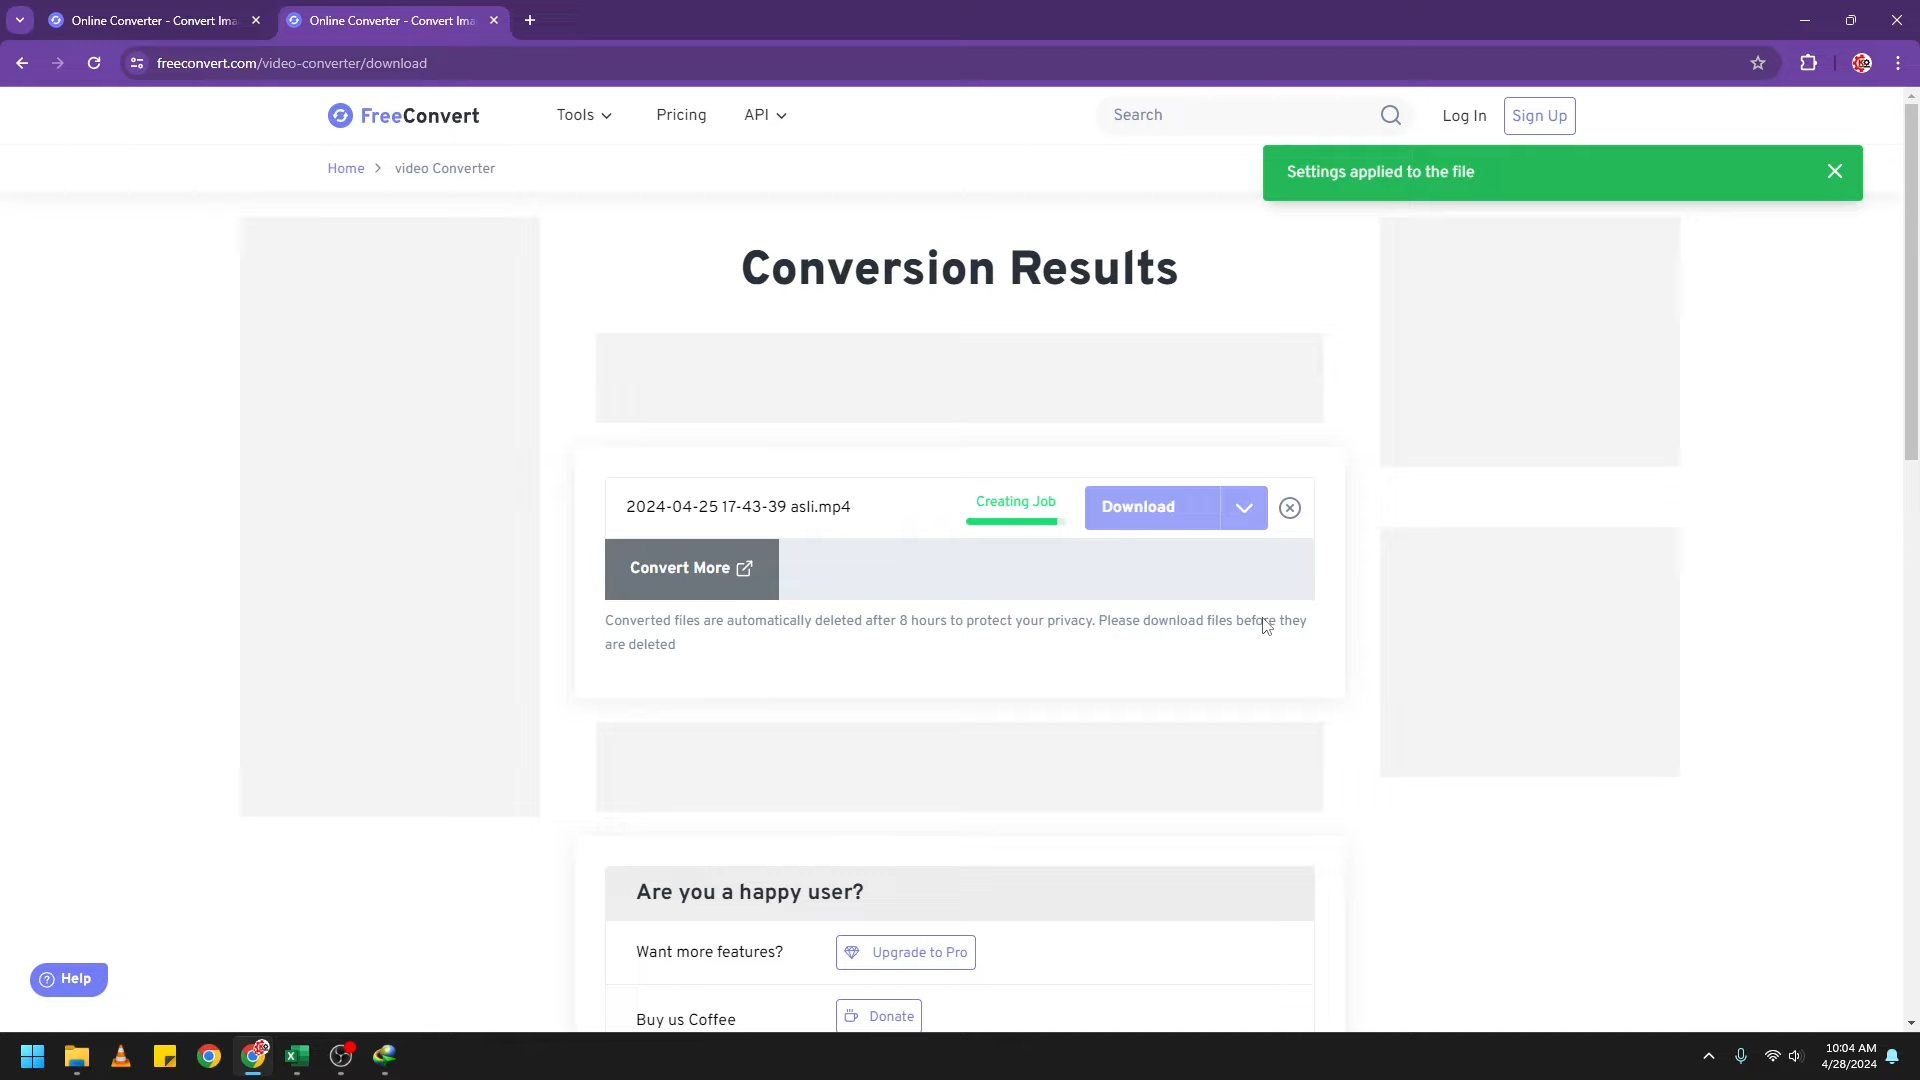 Online Converter - Convert Ima
Online Converter - Convert Ima
freeconvert.com/video-converter/download
FreeConvert
Tools
Pricing
API
Search
Log In
Sign Up
Home
video Converter
Settings applied to the file
Conversion Results
2024-04-25 17-43-39 asli.mp4
Creating Job
Download
Convert More
Converted files are automatically deleted after 8 hours to protect your privacy. Please download files before they
are deleted
Are you a happy user?
Want more features?
Upgrade to Pro
Buy us Coffee
Donate
Help
10:04 AM
4/28/2024